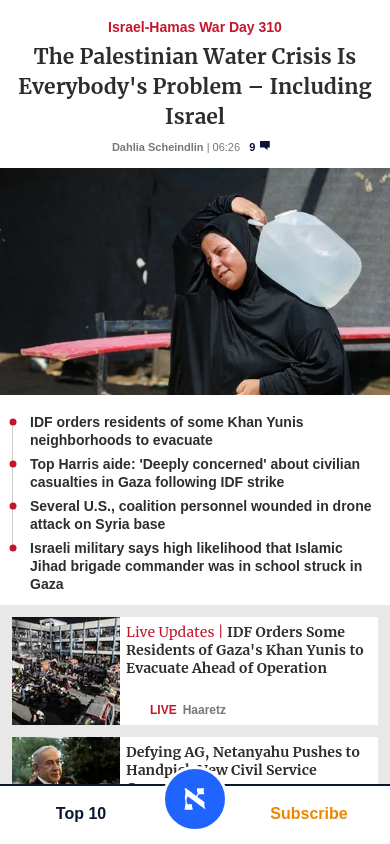 Israel-Hamas War Day 310
The Palestinian Water Crisis Is
Everybody's Problem – Including
Israel
Dahlia Scheindlin | 06:26 9
IDF orders residents of some Khan Yunis
neighborhoods to evacuate
Top Harris aide: 'Deeply concerned' about civilian
casualties in Gaza following IDF strike
Several U.S., coalition personnel wounded in drone
attack on Syria base
Israeli military says high likelihood that Islamic
Jihad brigade commander was in school struck in
Gaza
Live Updates | IDF Orders Some
Residents of Gaza's Khan Yunis to
Evacuate Ahead of Operation
LIVE Haaretz
Defying AG, Netanyahu Pushes to
New Civil Service
Top 10
Subscribe